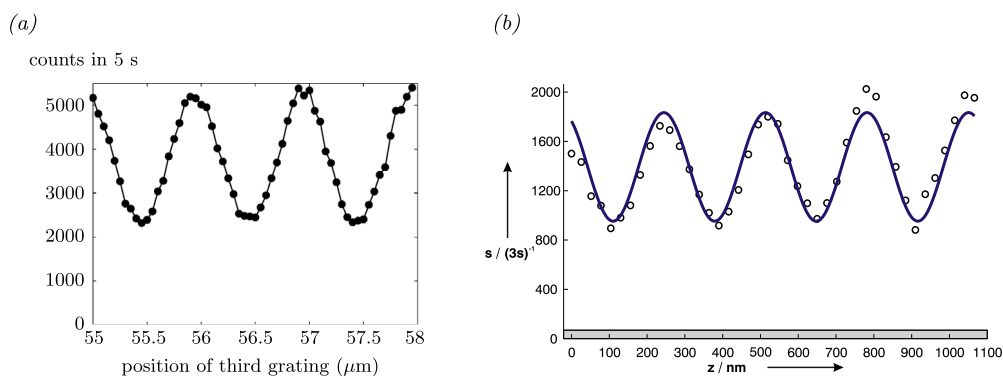 (a)
counts in 5 s
5000
4000
3000
2000
1000
0
55 55.5 56 56.5 57 57.5 58
position of third grating (μm)
(b)
2000
1600
1200
800
400
0
s / (3s)⁻¹
0 100 200 300 400 500 600 700 800 900 1000 1100
z / nm